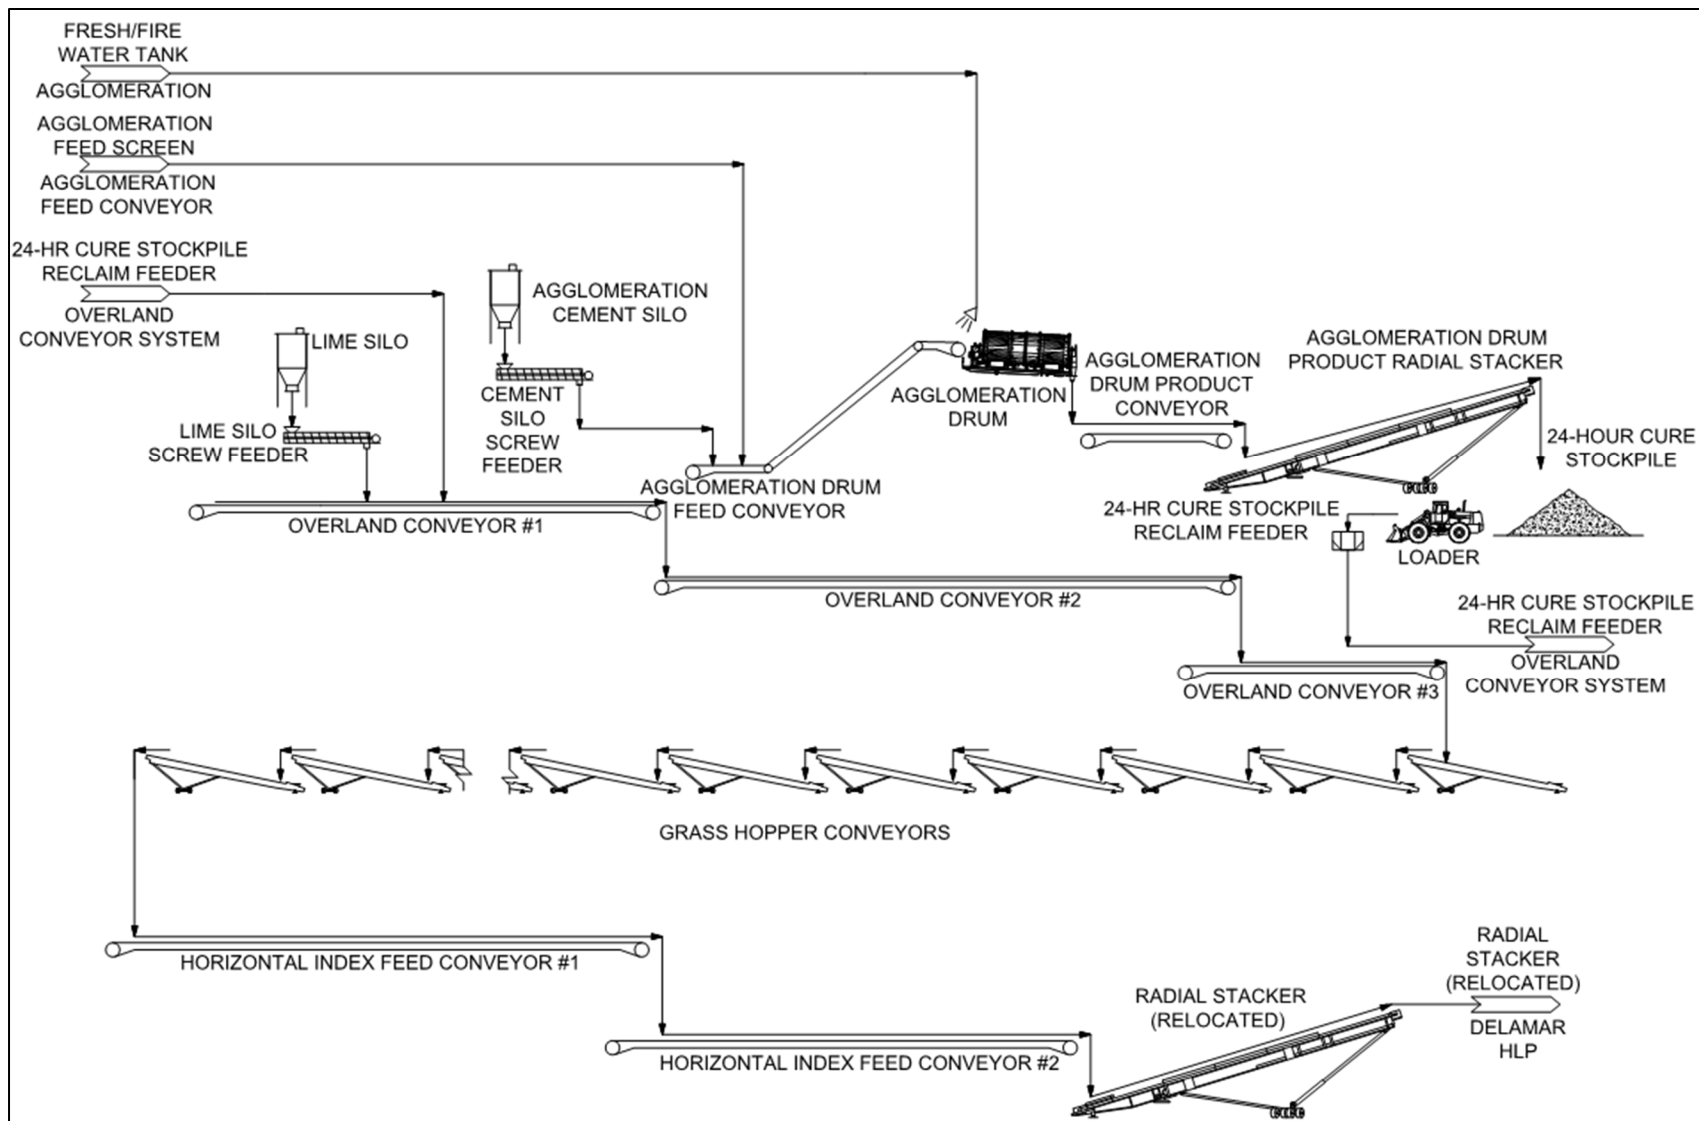 FRESH/FIRE
WATER TANK
AGGLOMERATION
AGGLOMERATION
FEED SCREEN
AGGLOMERATION
FEED CONVEYOR
24-HR CURE STOCKPILE
RECLAIM FEEDER
OVERLAND
CONVEYOR SYSTEM
LIME SILO
LIME SILO
SCREW FEEDER
AGGLOMERATION
CEMENT SILO
CEMENT
SILO
SCREW
FEEDER
AGGLOMERATION DRUM
FEED CONVEYOR
AGGLOMERATION
DRUM
AGGLOMERATION
DRUM PRODUCT
CONVEYOR
AGGLOMERATION DRUM
PRODUCT RADIAL STACKER
24-HOUR CURE
STOCKPILE
24-HR CURE STOCKPILE
RECLAIM FEEDER
LOADER
OVERLAND CONVEYOR #1
OVERLAND CONVEYOR #2
24-HR CURE STOCKPILE
RECLAIM FEEDER
OVERLAND
CONVEYOR SYSTEM
OVERLAND CONVEYOR #3
GRASS HOPPER CONVEYORS
HORIZONTAL INDEX FEED CONVEYOR #1
HORIZONTAL INDEX FEED CONVEYOR #2
RADIAL STACKER
(RELOCATED)
RADIAL
STACKER
(RELOCATED)
DELAMAR
HLP